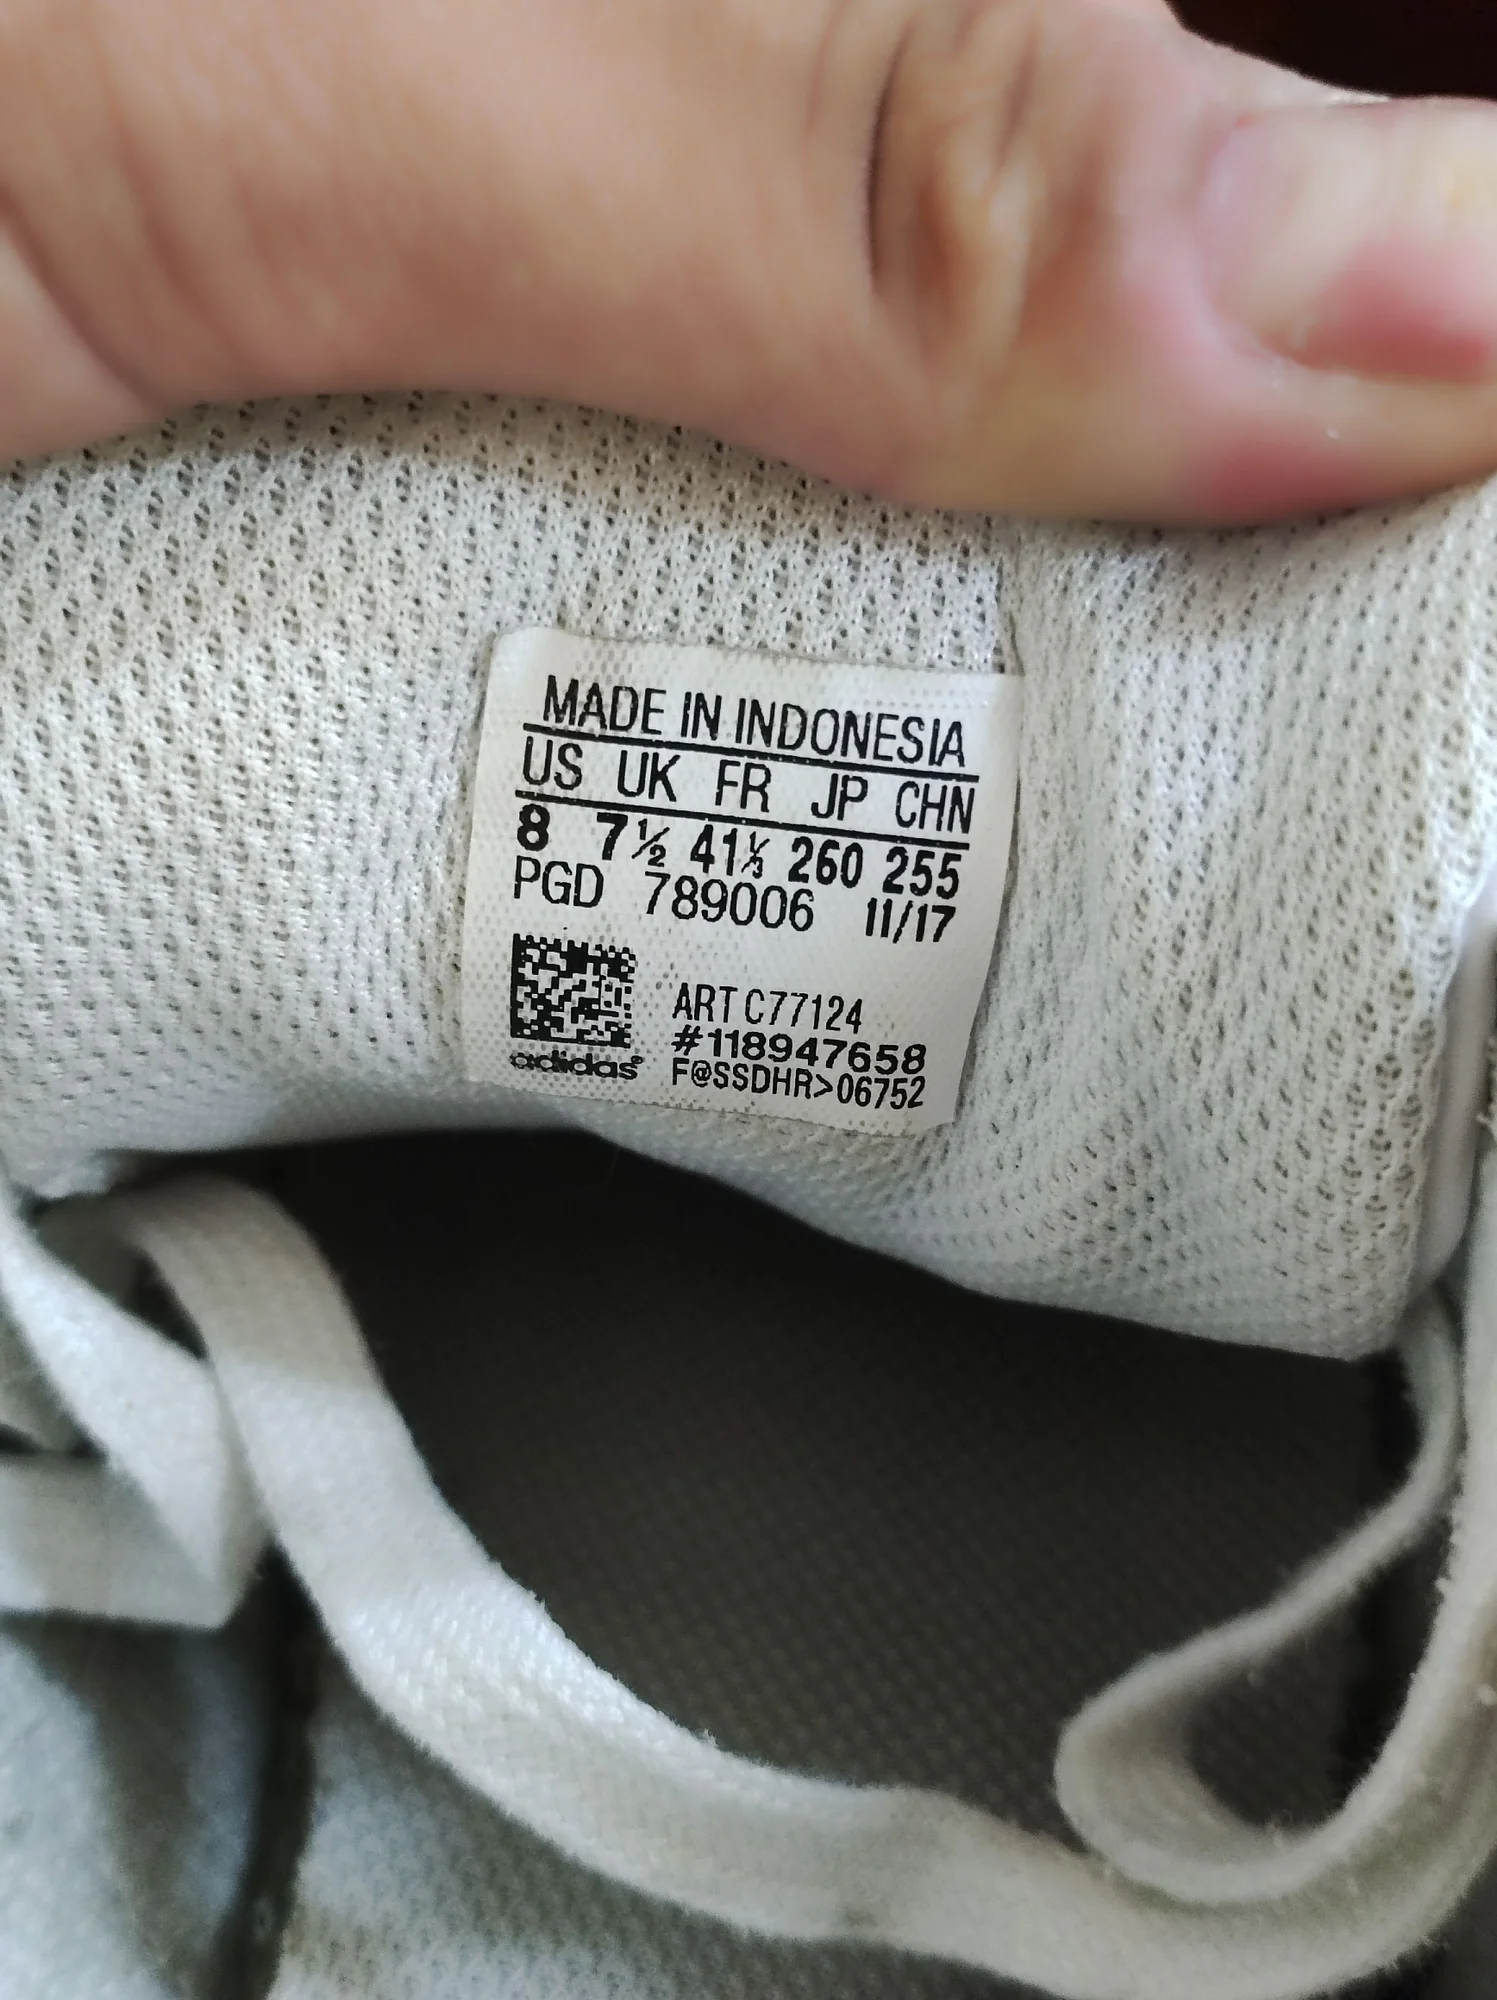 MADE IN INDONESIA
US UK FR JP CHN
8 7½ 41⅓ 260 255
PGD 789006 11/17
ART C77124
#118947658
adidas® F@SSDHR>06752